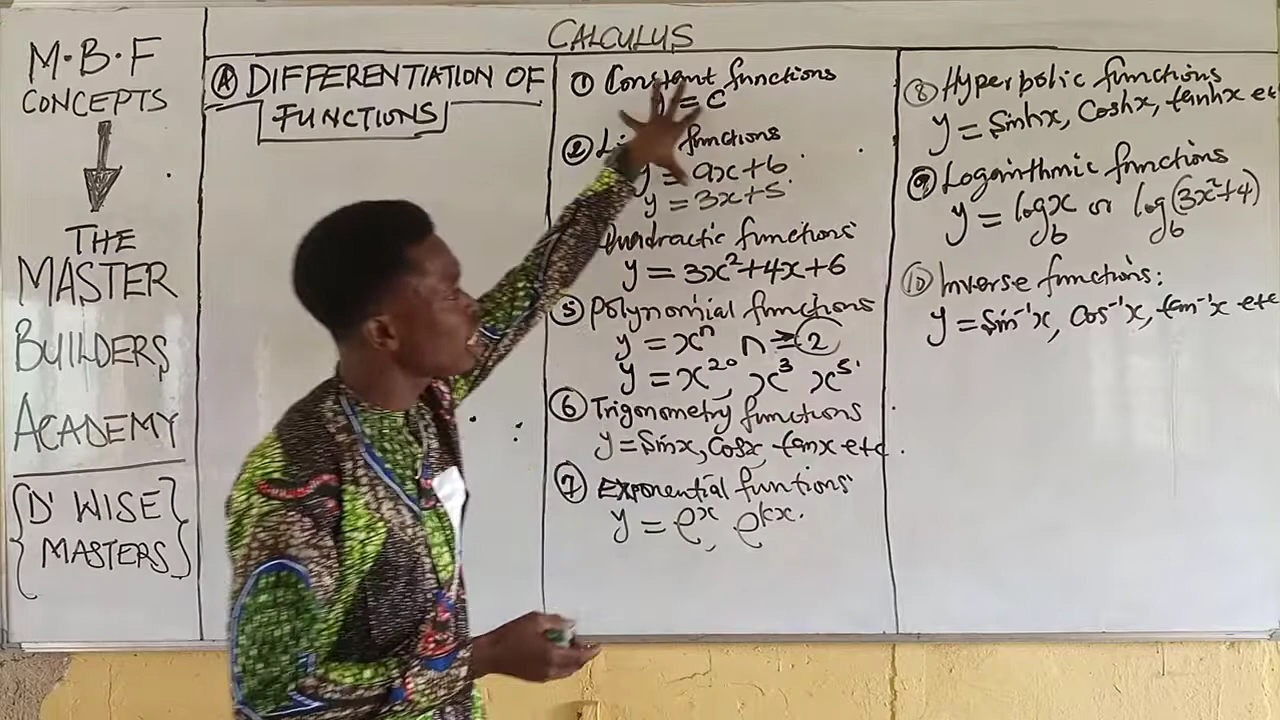 M.B.F
CONCEPTS
THE
MASTER
BUILDERS
ACADEMY
{D' WISE
MASTERS}
CALCULUS
Ⓐ DIFFERENTIATION OF
FUNCTIONS
① Constant functions
= c
② functions
y = ax+b
y = 3x+5
Quadractic functions
y = 3x²+4x+6
⑤ Polynomial functions
y = xⁿ n ≥ 2
y = x²⁰, x³ x⁵
⑥ Trigonometry functions
y = Sinx, Cosx, tanx etc.
⑦ Exponential funtions
y = eˣ, eᵏˣ.
⑧ Hyperbolic functions
y = Sinhx, Coshx, tanhx etc
⑨ Logarithmic functions
y = log_b x or log_b (3x²+4)
⑩ Inverse functions:
y = Sin⁻¹x, Cos⁻¹x, tan⁻¹x etc